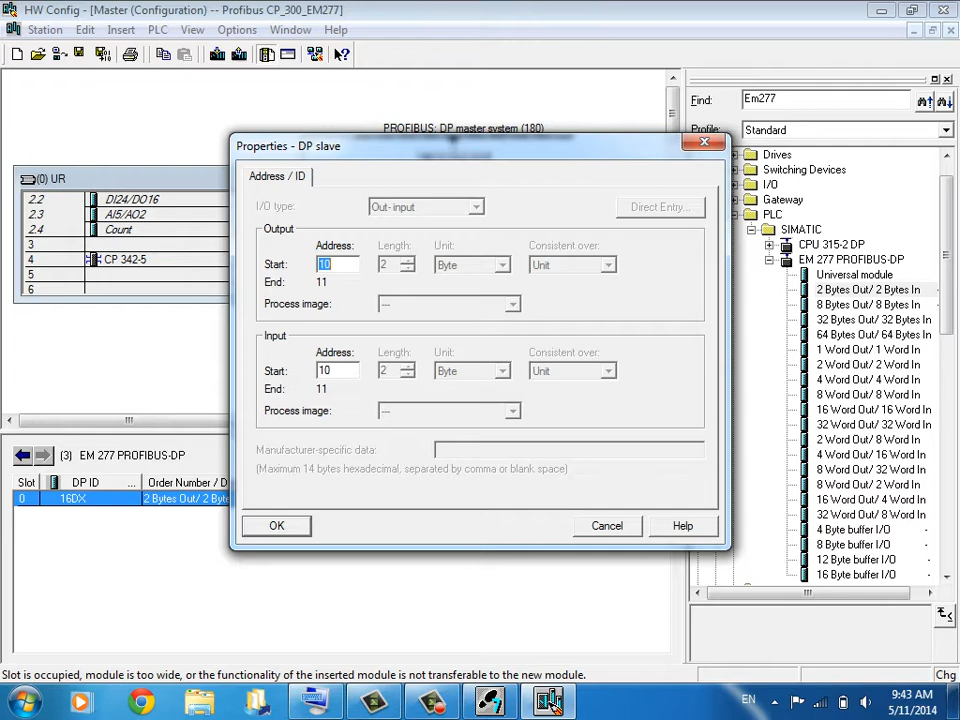 HW Config - [Master (Configuration) -- Profibus CP_300_EM277]
Station Edit Insert PLC View Options Window Help
Find: Em277
Profile: Standard
PROFIBUS: DP master system (180)
(0) UR
2.2 DI24/DO16
2.3 AI5/AO2
2.4 Count
3
4 CP 342-5
5
6
Drives
Switching Devices
I/O
Gateway
PLC
SIMATIC
CPU 315-2 DP
EM 277 PROFIBUS-DP
Universal module
2 Bytes Out/ 2 Bytes In
8 Bytes Out/ 8 Bytes In
32 Bytes Out/ 32 Bytes In
64 Bytes Out/ 64 Bytes In
1 Word Out/ 1 Word In
2 Word Out/ 2 Word In
4 Word Out/ 4 Word In
8 Word Out/ 8 Word In
16 Word Out/ 16 Word In
32 Word Out/ 32 Word In
2 Word Out/ 8 Word In
4 Word Out/ 16 Word In
8 Word Out/ 32 Word In
8 Word Out/ 2 Word In
16 Word Out/ 4 Word In
32 Word Out/ 8 Word In
4 Byte buffer I/O
8 Byte buffer I/O
12 Byte buffer I/O
16 Byte buffer I/O
Properties - DP slave
Address / ID
I/O type: Out- input Direct Entry...
Output
Address: Length: Unit: Consistent over:
Start: 10 2 Byte Unit
End: 11
Process image: ---
Input
Address: Length: Unit: Consistent over:
Start: 10 2 Byte Unit
End: 11
Process image: ---
Manufacturer-specific data:
(Maximum 14 bytes hexadecimal, separated by comma or blank space)
OK Cancel Help
(3) EM 277 PROFIBUS-DP
Slot DP ID ... Order Number / D
0 16DX 2 Bytes Out/ 2 Byte
Slot is occupied, module is too wide, or the functionality of the inserted module is not transferable to the new module.
Chg
EN
9:43 AM
5/11/2014